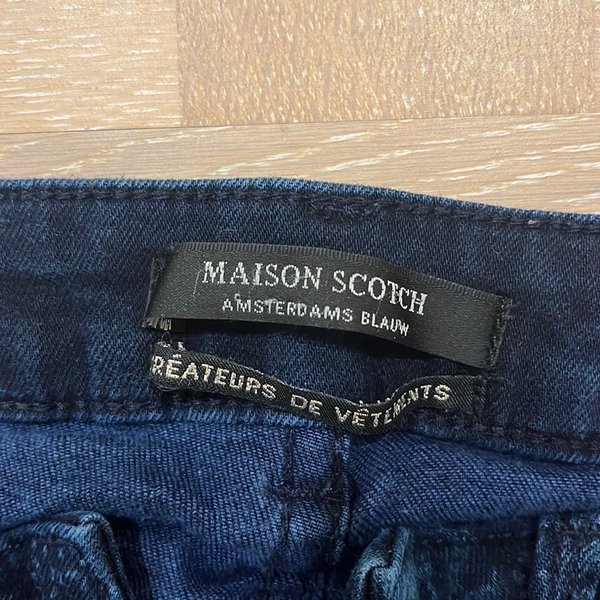 MAISON SCOTCH
AMSTERDAMS BLAUW
RÉATEURS DE VÊTEMENTS